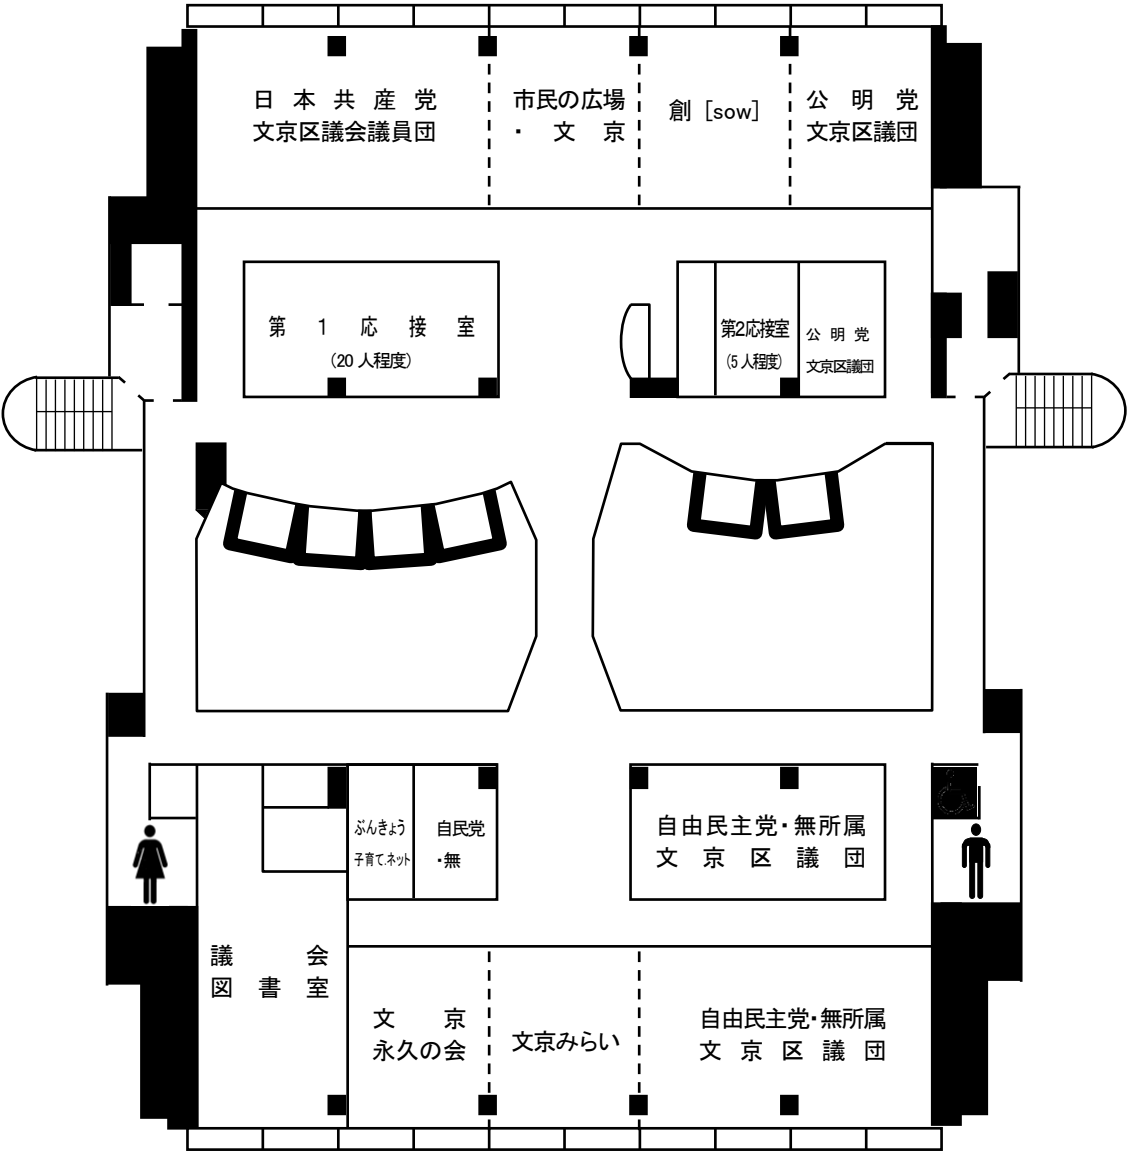 日本共産党
文京区議会議員団
市民の広場
・文京
創［sow］
公明党
文京区議団
第１応接室
（20人程度）
第2応接室
（5人程度）
公明党
文京区議団
ぶんきょう
子育て.ネット
自民党
・無
自由民主党・無所属
文京区議団
議会
図書室
文京
永久の会
文京みらい
自由民主党・無所属
文京区議団